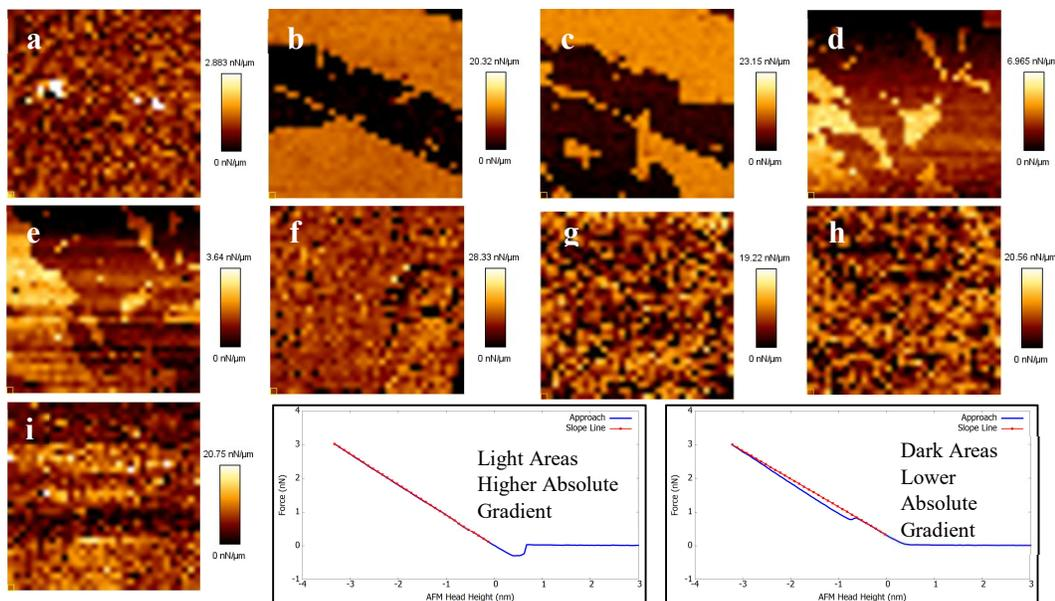 a
2.883 nN/µm
0 nN/µm
b
20.32 nN/µm
0 nN/µm
c
23.15 nN/µm
0 nN/µm
d
6.965 nN/µm
0 nN/µm
e
3.64 nN/µm
0 nN/µm
f
28.33 nN/µm
0 nN/µm
g
19.22 nN/µm
0 nN/µm
h
20.56 nN/µm
0 nN/µm
i
20.75 nN/µm
0 nN/µm
Approach
Slope Line
Light Areas
Higher Absolute
Gradient
Force (nN)
4
3
2
1
0
-1
-4 -3 -2 -1 0 1 2 3
AFM Head Height (nm)
Approach
Slope Line
Dark Areas
Lower
Absolute
Gradient
Force (nN)
4
3
2
1
0
-1
-4 -3 -2 -1 0 1 2 3
AFM Head Height (nm)